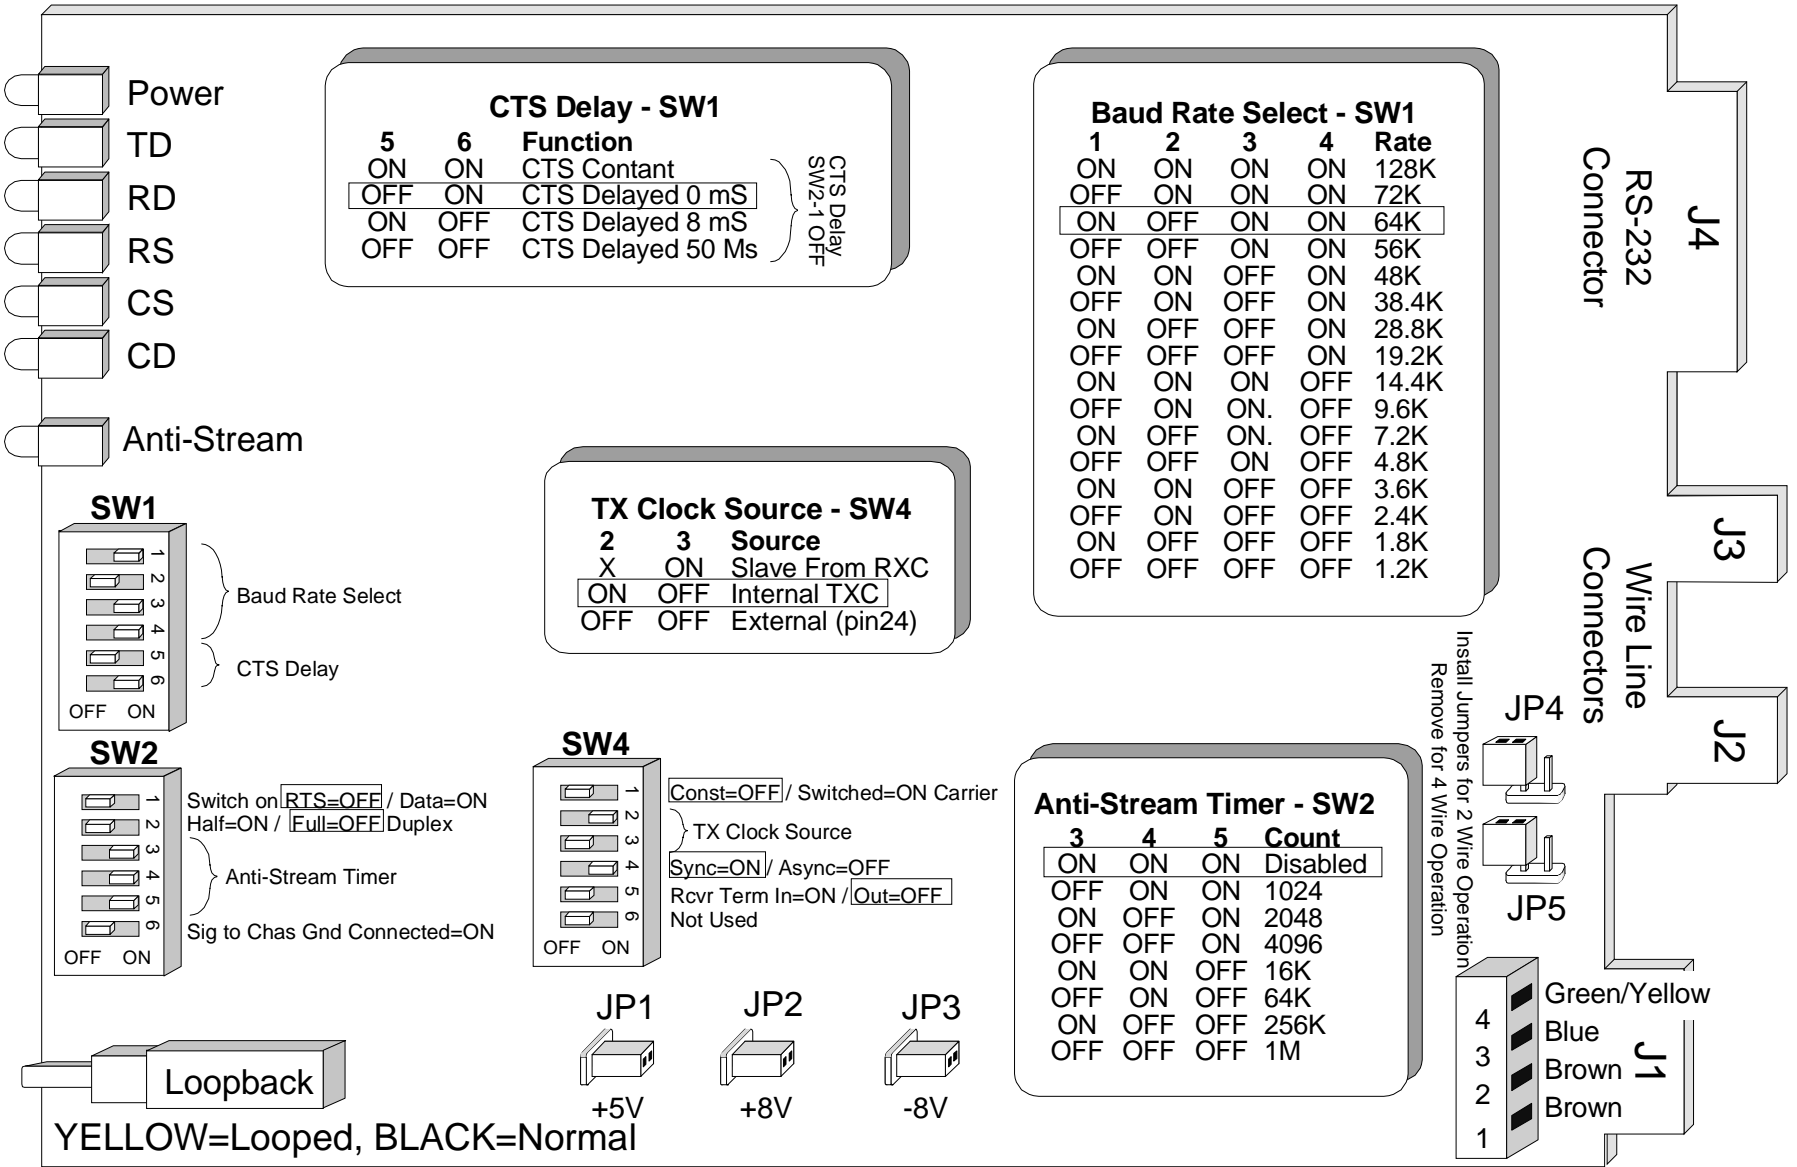 Power
TD
RD
RS
CS
CD
Anti-Stream
CTS Delay - SW1
5 6 Function
ON ON CTS Contant
OFF ON CTS Delayed 0 mS
ON OFF CTS Delayed 8 mS
OFF OFF CTS Delayed 50 Ms
CTS Delay
SW2-1 OFF
Baud Rate Select - SW1
1 2 3 4 Rate
ON ON ON ON 128K
OFF ON ON ON 72K
ON OFF ON ON 64K
OFF OFF ON ON 56K
ON ON OFF ON 48K
OFF ON OFF ON 38.4K
ON OFF OFF ON 28.8K
OFF OFF OFF ON 19.2K
ON ON ON OFF 14.4K
OFF ON ON. OFF 9.6K
ON OFF ON. OFF 7.2K
OFF OFF ON OFF 4.8K
ON ON OFF OFF 3.6K
OFF ON OFF OFF 2.4K
ON OFF OFF OFF 1.8K
OFF OFF OFF OFF 1.2K
RS-232
Connector
J4
J3
Wire Line
Connectors
J2
TX Clock Source - SW4
2 3 Source
X ON Slave From RXC
ON OFF Internal TXC
OFF OFF External (pin24)
SW1
1
2
3
4
5
6
OFF ON
Baud Rate Select
CTS Delay
SW2
1
2
3
4
5
6
OFF ON
Switch on RTS=OFF / Data=ON
Half=ON / Full=OFF Duplex
Anti-Stream Timer
Sig to Chas Gnd Connected=ON
SW4
1
2
3
4
5
6
OFF ON
Const=OFF / Switched=ON Carrier
TX Clock Source
Sync=ON / Async=OFF
Rcvr Term In=ON / Out=OFF
Not Used
Anti-Stream Timer - SW2
3 4 5 Count
ON ON ON Disabled
OFF ON ON 1024
ON OFF ON 2048
OFF OFF ON 4096
ON ON OFF 16K
OFF ON OFF 64K
ON OFF OFF 256K
OFF OFF OFF 1M
Install Jumpers for 2 Wire Operation
Remove for 4 Wire Operation
JP4
JP5
JP1
+5V
JP2
+8V
JP3
-8V
4 Green/Yellow
3 Blue
2 Brown
1 Brown
J1
Loopback
YELLOW=Looped, BLACK=Normal